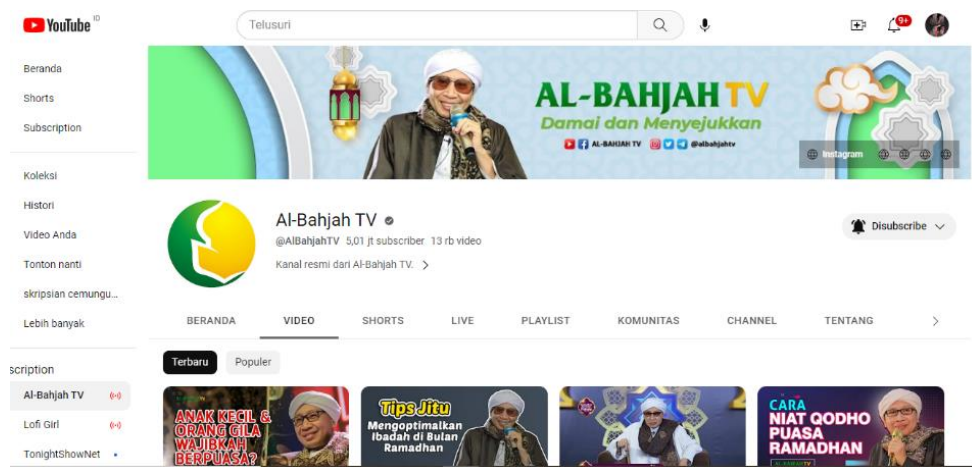 YouTube ID
Telusuri
9+
Beranda
Shorts
Subscription
Koleksi
Histori
Video Anda
Tonton nanti
skripsian cemungu...
Lebih banyak
scription
Al-Bahjah TV
Lofi Girl
TonightShowNet
AL-BAHJAH TV
Damai dan Menyejukkan
AL-BAHJAH TV @albahjahtv
Instagram
Al-Bahjah TV
@AlBahjahTV 5,01 jt subscriber 13 rb video
Kanal resmi dari Al-Bahjah TV.
Disubscribe
BERANDA VIDEO SHORTS LIVE PLAYLIST KOMUNITAS CHANNEL TENTANG
Terbaru Populer
ANAK KECIL &
ORANG GILA
WAJIBKAH
BERPUASA?
Tips Jitu
Mengoptimalkan
Ibadah di Bulan
Ramadhan
CARA
NIAT QODHO
PUASA
RAMADHAN